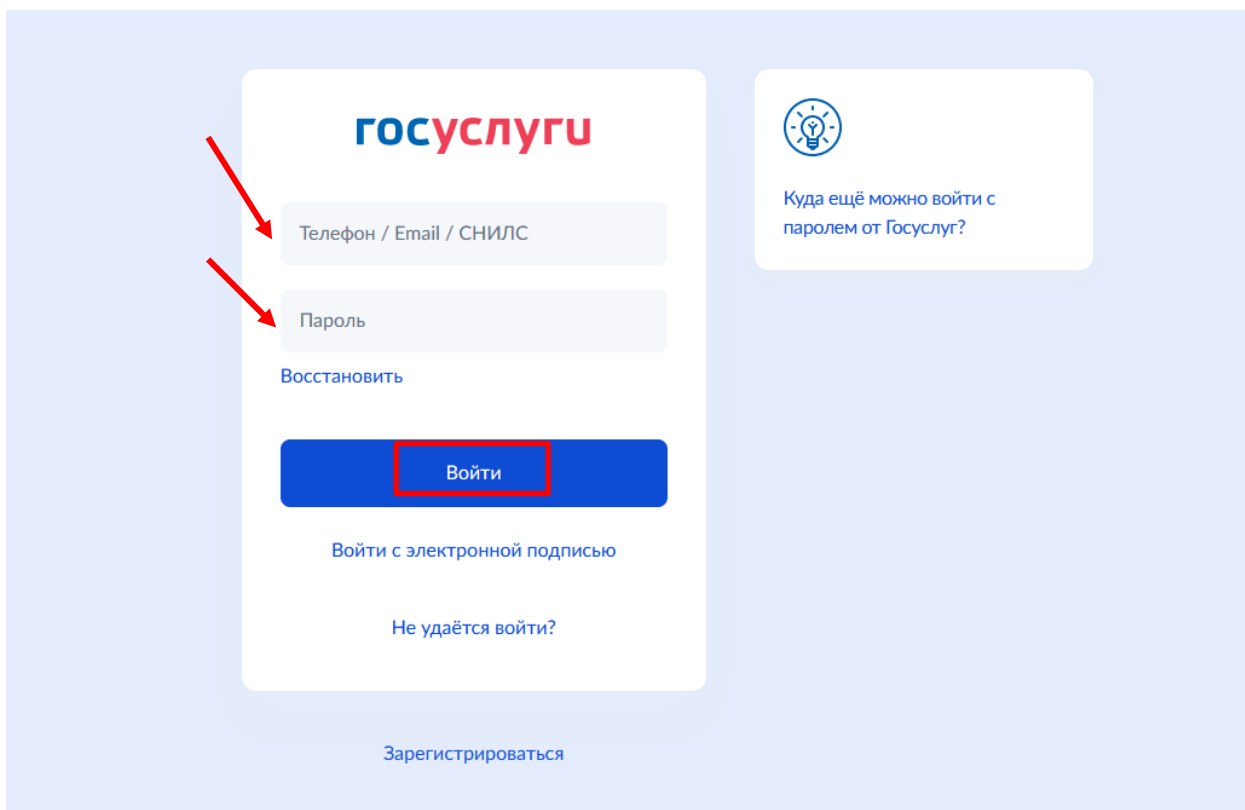 госуслуги
Телефон / Email / СНИЛС
Пароль
Восстановить
Войти
Войти с электронной подписью
Не удаётся войти?
Зарегистрироваться
Куда ещё можно войти с
паролем от Госуслуг?